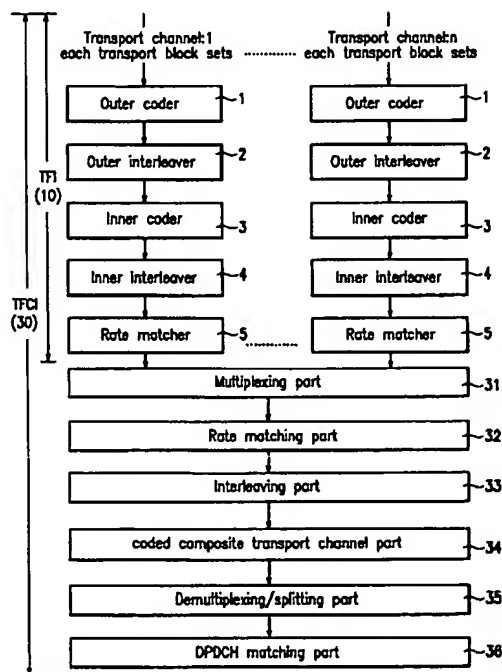 Transport channel:1
each transport block sets
Transport channel:n
each transport block sets
Outer coder
1
Outer coder
1
Outer interleaver
2
Outer interleaver
2
TFI
(10)
Inner coder
3
Inner coder
3
TFCI
(30)
Inner interleaver
4
Inner interleaver
4
Rate matcher
5
Rate matcher
5
Multiplexing part
31
Rate matching part
32
Interleaving part
33
coded composite transport channel part
34
Demultiplexing/splitting part
35
DPDCH matching part
36